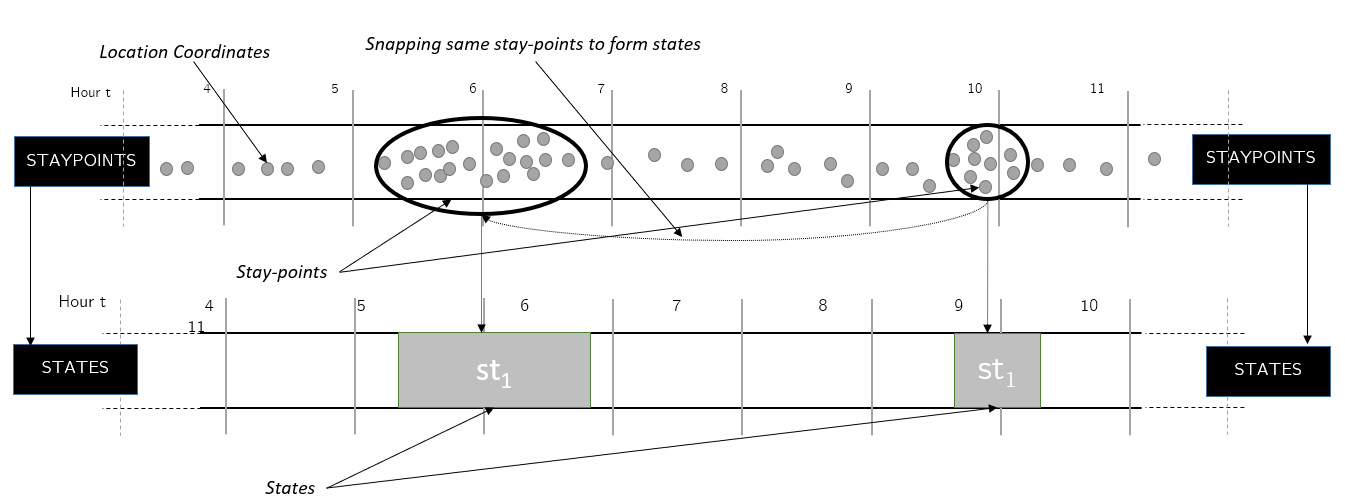 Snapping same stay-points to form states
Location Coordinates
Hour t 4 5 6 7 8 9 10 11
STAYPOINTS STAYPOINTS
Stay-points
Hour t 4 5 6 7 8 9 10
11
STATES st1 st1 STATES
States